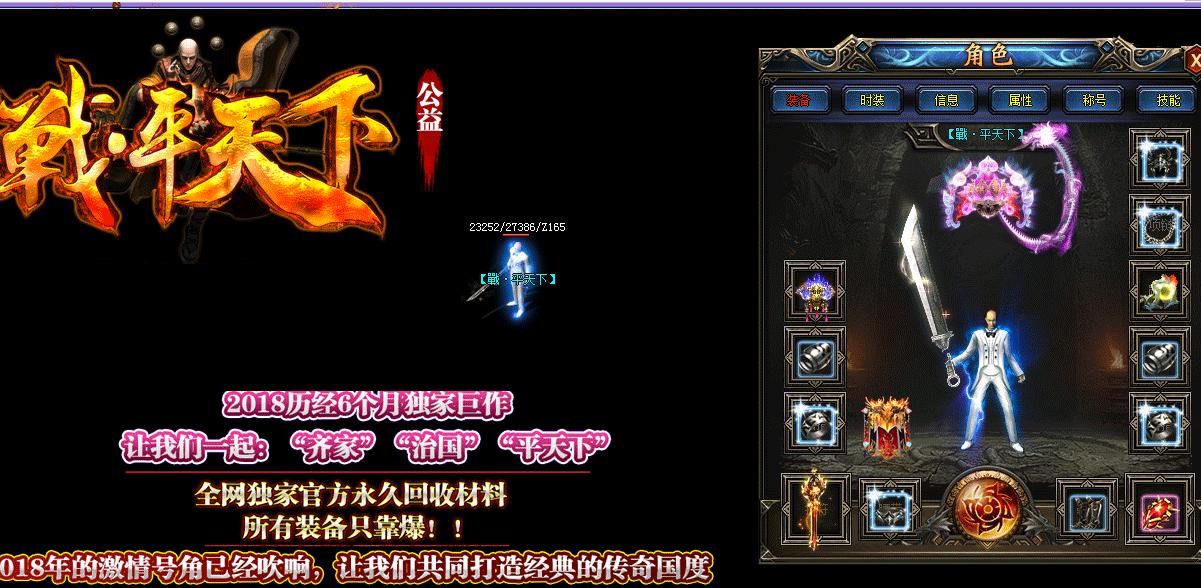 戰·平天下
公益
角色
X
装备
时装
信息
属性
称号
技能
【戰·平天下】
23252/27386/Z165
【戰·平天下】
2018历经6个月独家巨作
让我们一起：“齐家”“治国”“平天下”
全网独家官方永久回收材料
所有装备只靠爆！！
018年的激情号角已经吹响，让我们共同打造经典的传奇国度